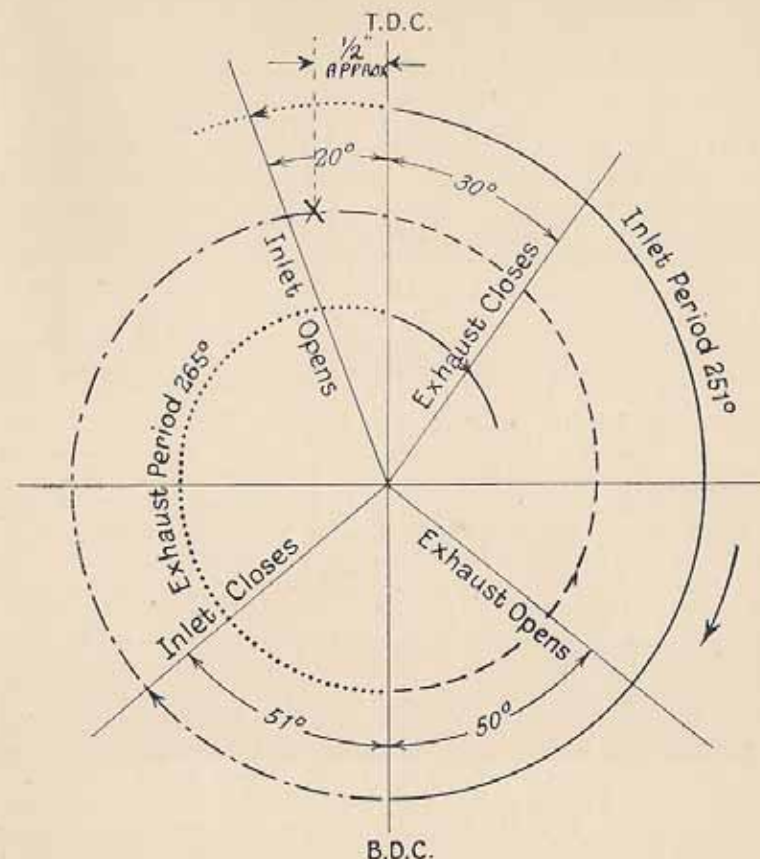 T.D.C.
1/2"
APPROX
20°
30°
Inlet Opens
Exhaust Closes
Inlet Period 251°
Exhaust Period 265°
Inlet Closes
Exhaust Opens
51°
50°
B.D.C.